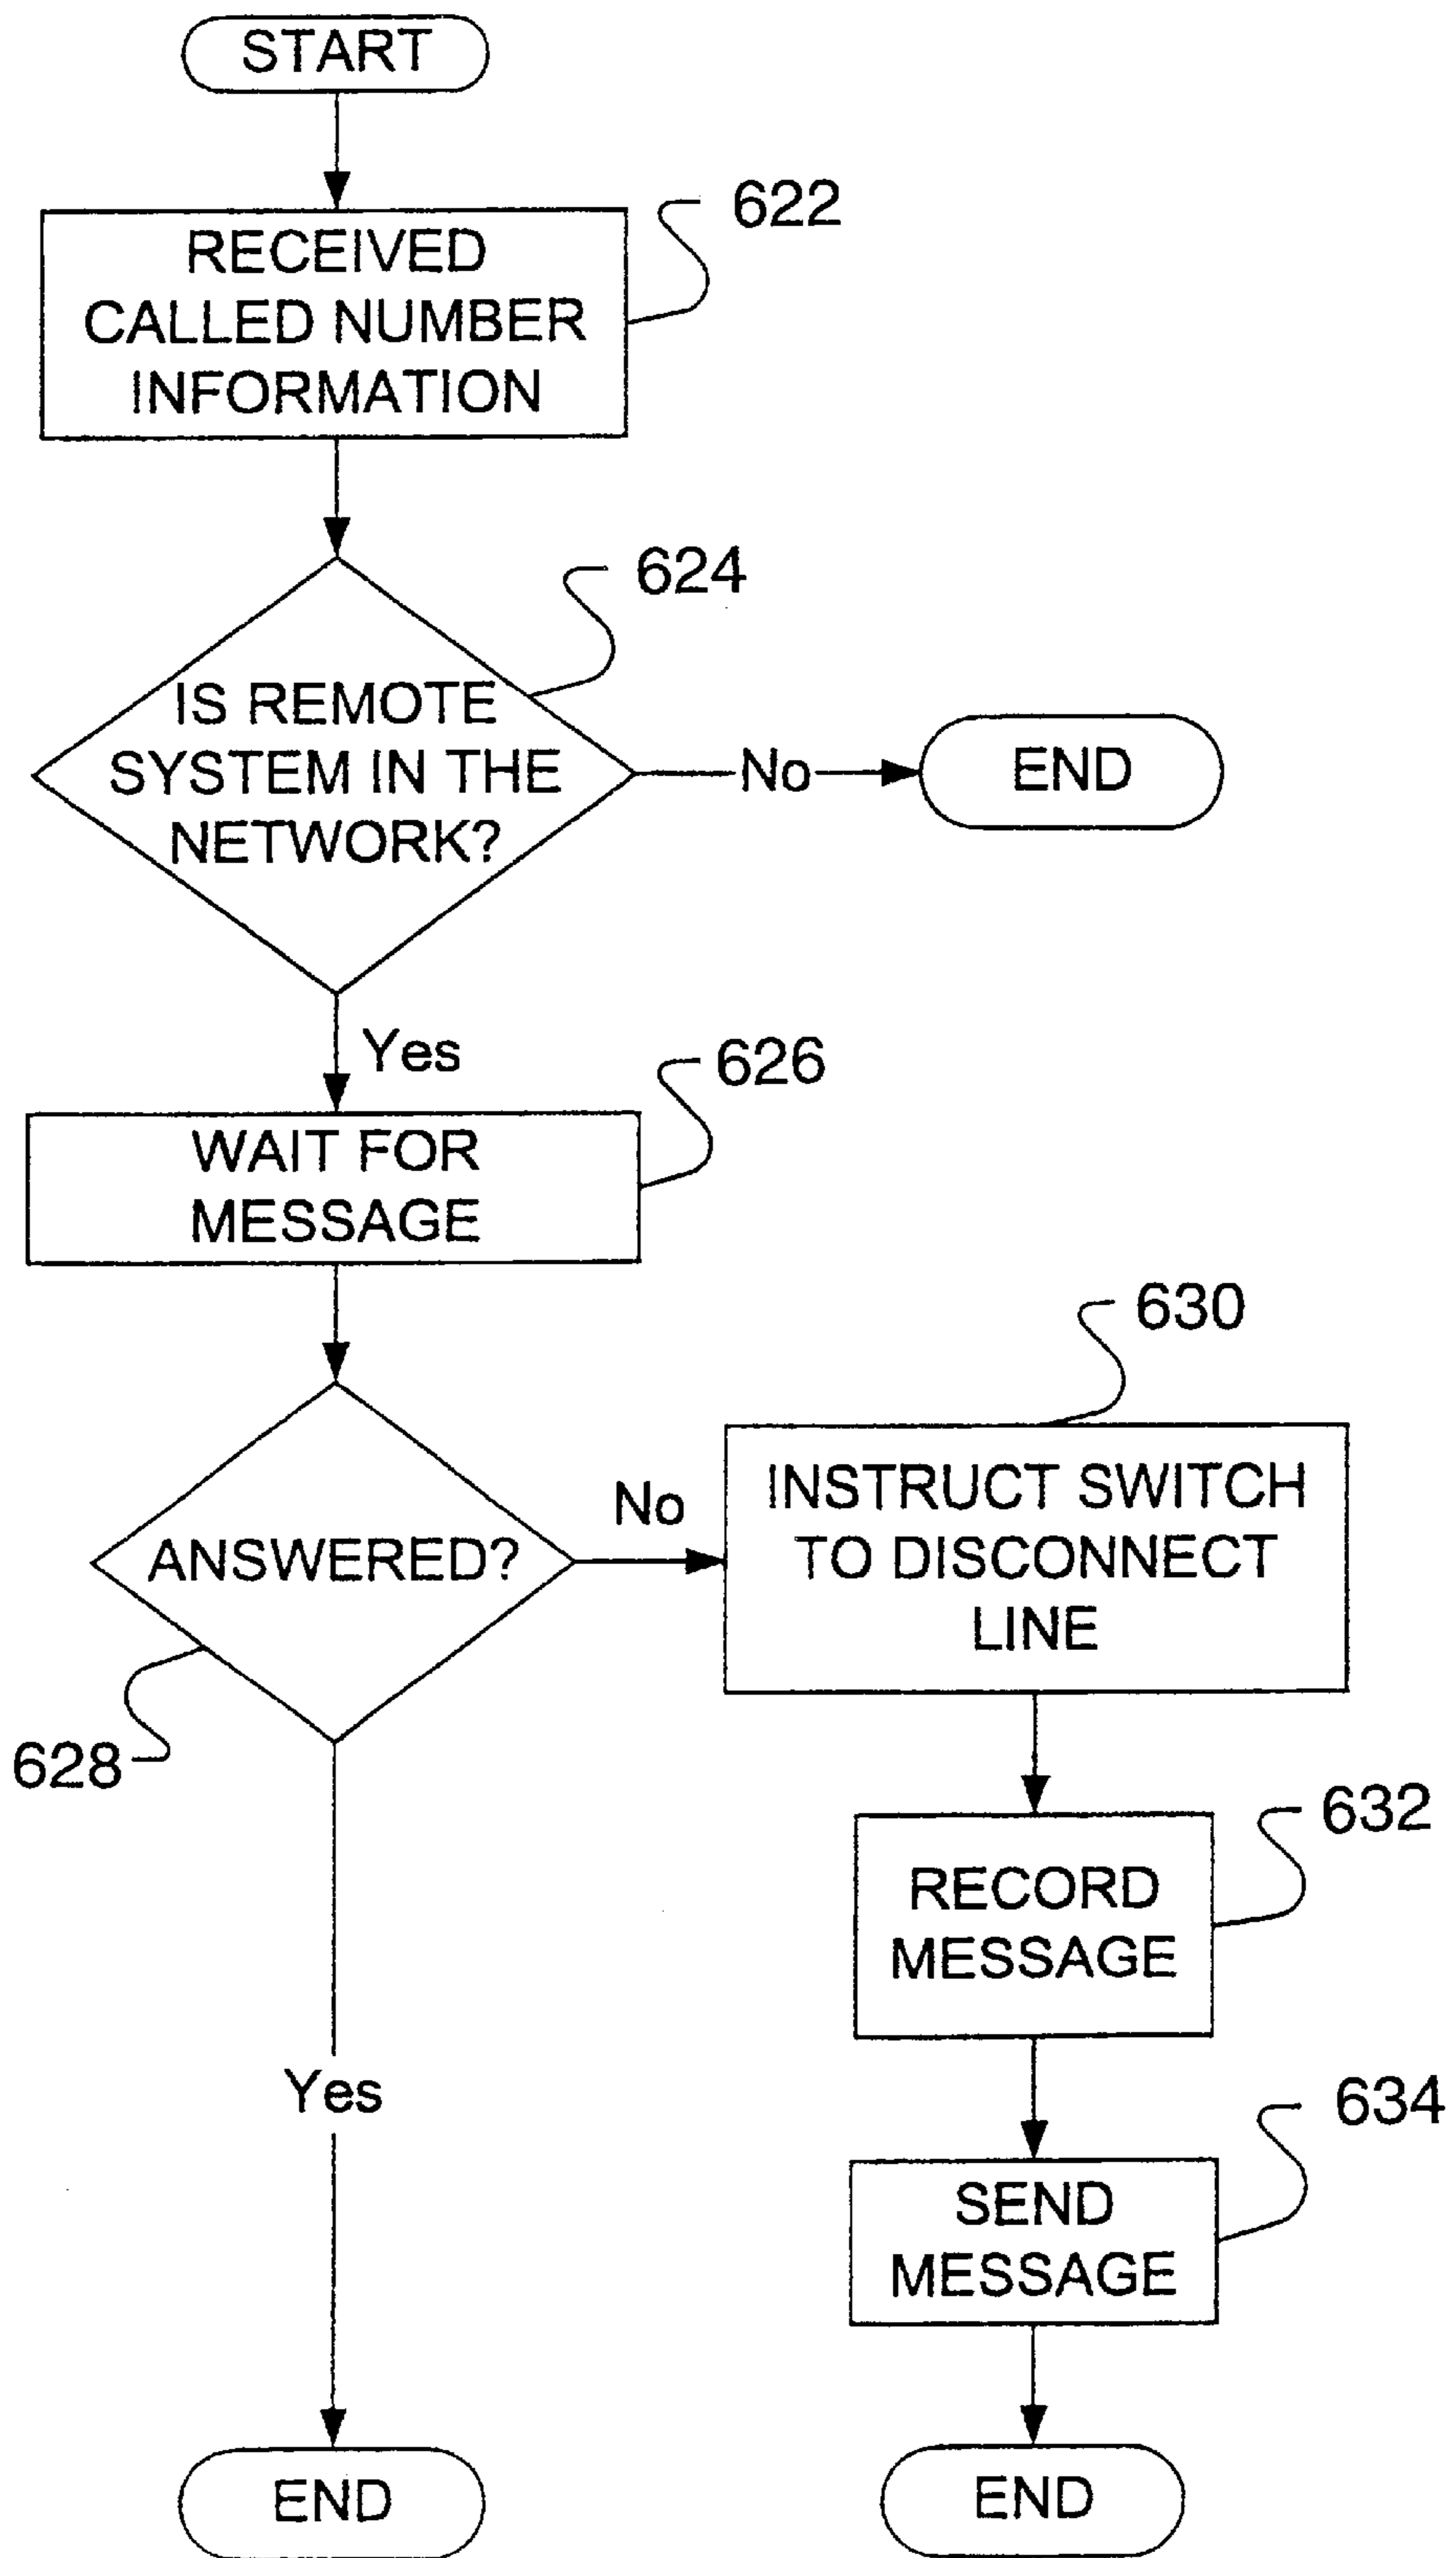 START
RECEIVED
CALLED NUMBER
INFORMATION
622
624
IS REMOTE
SYSTEM IN THE
NETWORK?
No
END
Yes
626
WAIT FOR
MESSAGE
630
ANSWERED?
No
INSTRUCT SWITCH
TO DISCONNECT
LINE
628
632
RECORD
MESSAGE
Yes
634
SEND
MESSAGE
END
END